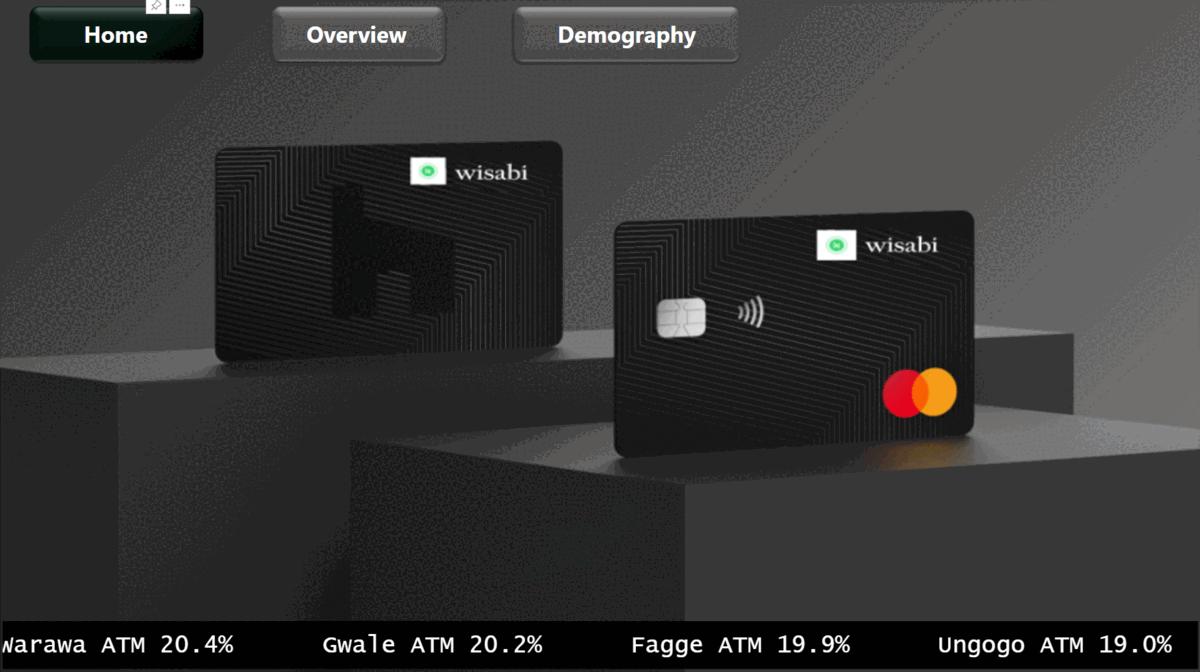 Home
Overview
Demography
wisabi
wisabi
Warawa ATM 20.4%
Gwale ATM 20.2%
Fagge ATM 19.9%
Ungogo ATM 19.0%